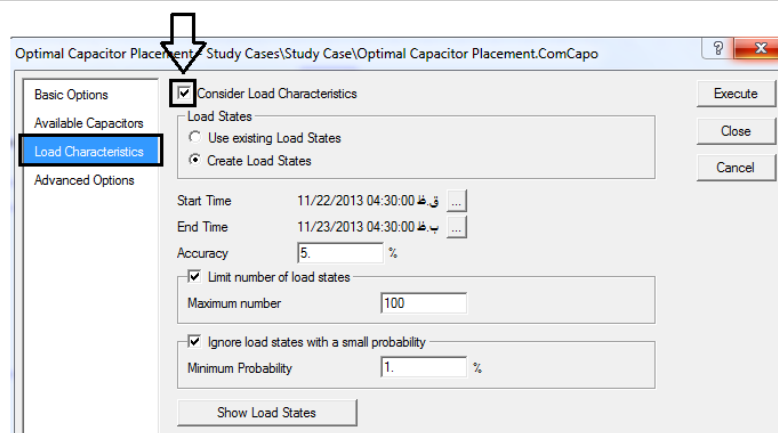 Optimal Capacitor Placement - Study Cases\Study Case\Optimal Capacitor Placement.ComCapo
Basic Options
Available Capacitors
Load Characteristics
Advanced Options
Consider Load Characteristics
Load States
Use existing Load States
Create Load States
Start Time 11/22/2013 04:30:00 ق.ظ ...
End Time 11/23/2013 04:30:00 ب.ظ ...
Accuracy 5. %
Limit number of load states
Maximum number 100
Ignore load states with a small probability
Minimum Probability 1. %
Show Load States
? x
Execute
Close
Cancel